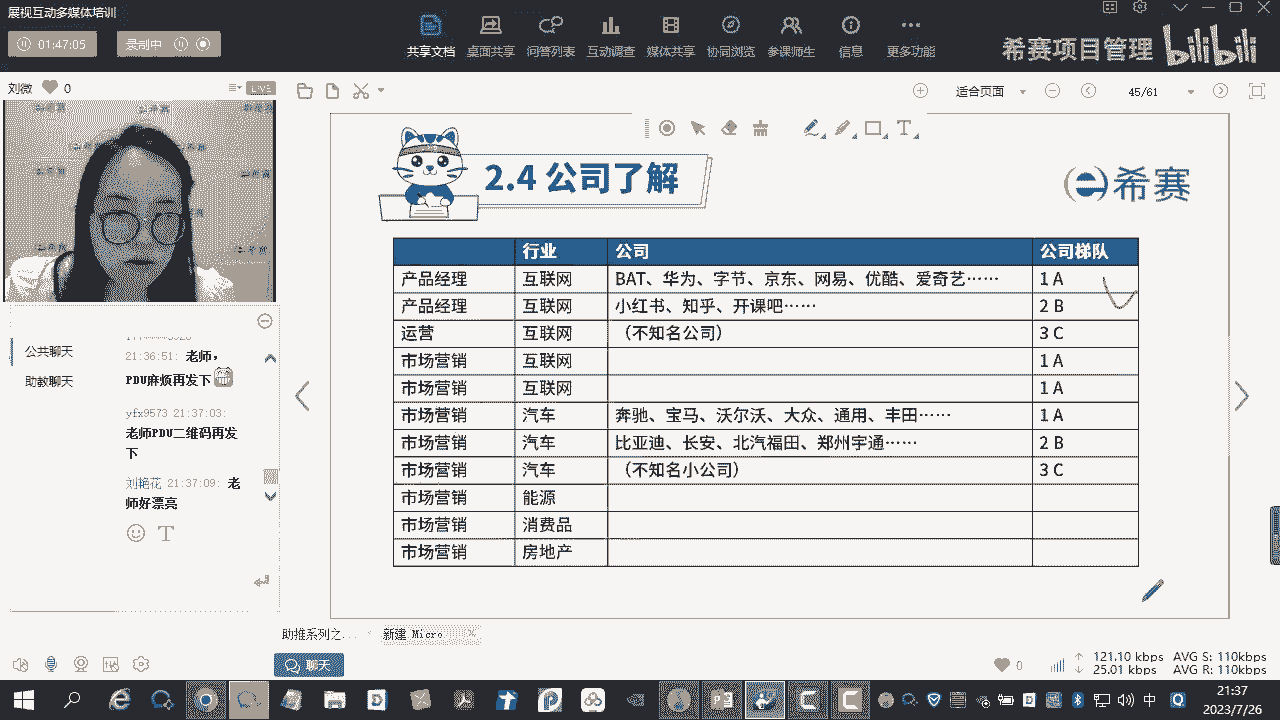 展视互动多媒体培训
01:47:05
录制中
共享文档 桌面共享 问答列表 互动调查 媒体共享 协同浏览 参课师生 信息 更多功能
希赛项目管理 bilibili
刘微 0 LIVE
适合页面 45/61
2.4 公司了解
希赛
行业 公司 公司梯队
产品经理 互联网 BAT、华为、字节、京东、网易、优酷、爱奇艺…… 1 A
产品经理 互联网 小红书、知乎、开课吧…… 2 B
运营 互联网 （不知名公司） 3 C
市场营销 互联网 1 A
市场营销 互联网 1 A
市场营销 汽车 奔驰、宝马、沃尔沃、大众、通用、丰田…… 1 A
市场营销 汽车 比亚迪、长安、北汽福田、郑州宇通…… 2 B
市场营销 汽车 （不知名小公司） 3 C
市场营销 能源
市场营销 消费品
市场营销 房地产
公共聊天
助教聊天
21:36:51: 老师，
PDU麻烦再发下
yfx9573 21:37:03:
老师PDU二维码再发
下
刘艳花 21:37:09: 老
师好漂亮
助推系列之... 新建 Micro
聊天
0
121.10 kbps AVG S: 110kbps
25.01 kbps AVG R: 110kbps
中
21:37
2023/7/26